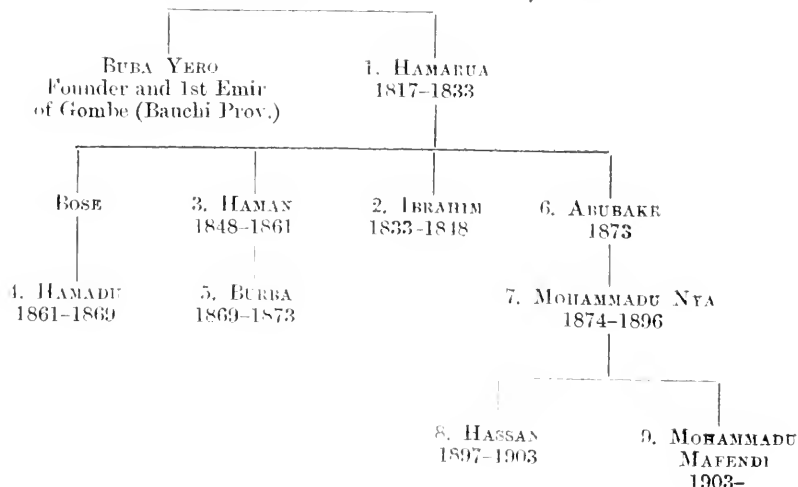 BUBA YERO
Founder and 1st Emir
of Gombe (Bauchi Prov.)
1. HAMARUA
1817–1833
BOSE
3. HAMAN
1848–1861
2. IBRAHIM
1833–1848
6. ABUBAKR
1873
4. HAMADU
1861–1869
5. BURBA
1869–1873
7. MOHAMMADU NYA
1874–1896
8. HASSAN
1897–1903
9. MOHAMMADU
MAFENDI
1903–